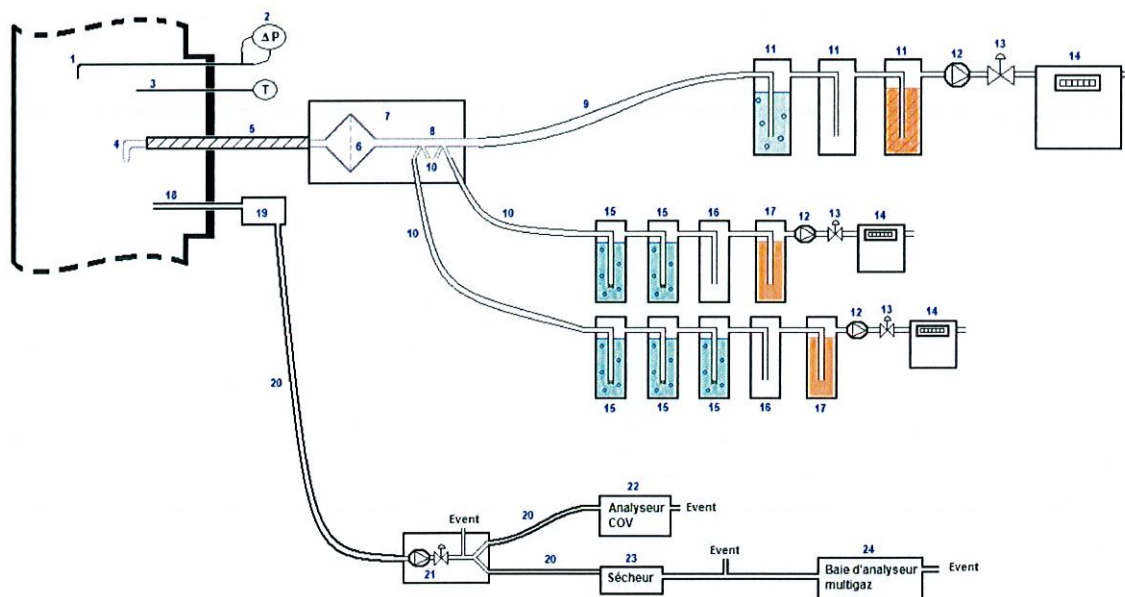 2
ΔP
1
3
T
4
5
7
6
8
10
9
11 11 11 12 13 14
18
19
10
10
15 15 16 17 12 13 14
12 13 14
15 15 15 16 17
20
22
Event
20
Analyseur
COV
Event
21
20
23
Sécheur
Event
24
Baie d'analyseur
multigaz
Event